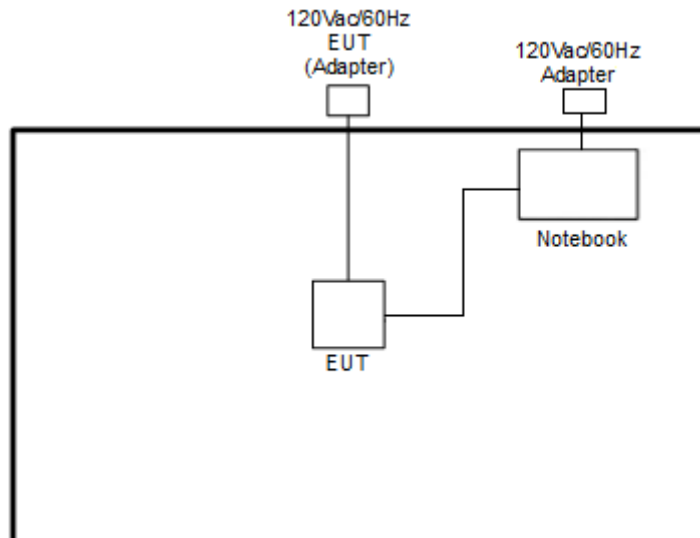 120Vac/60Hz
EUT
(Adapter)
120Vac/60Hz
Adapter
Notebook
EUT